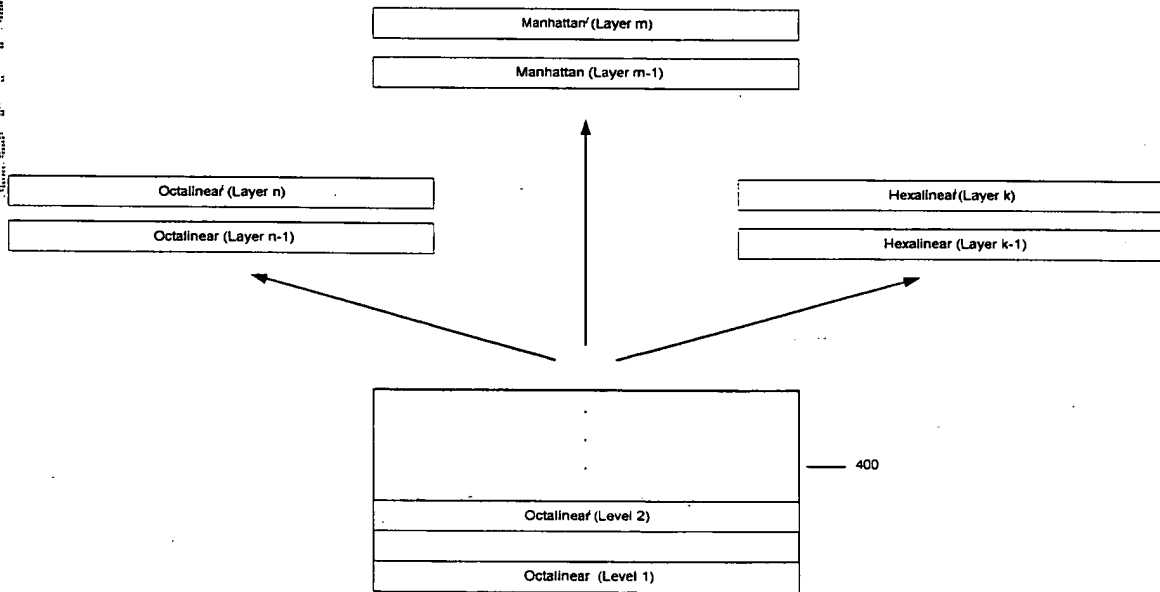 Manhattan' (Layer m)
Manhattan (Layer m-1)
Octalinear' (Layer n)
Octalinear (Layer n-1)
Hexalinear' (Layer k)
Hexalinear (Layer k-1)
400
Octalinear' (Level 2)
Octalinear (Level 1)